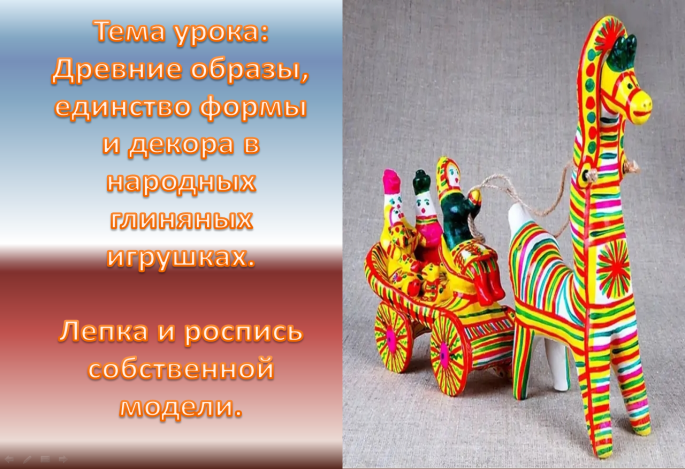 Тема урока:
Древние образы,
единство формы
и декора в
народных
глиняных
игрушках.
Лепка и роспись
собственной
модели.